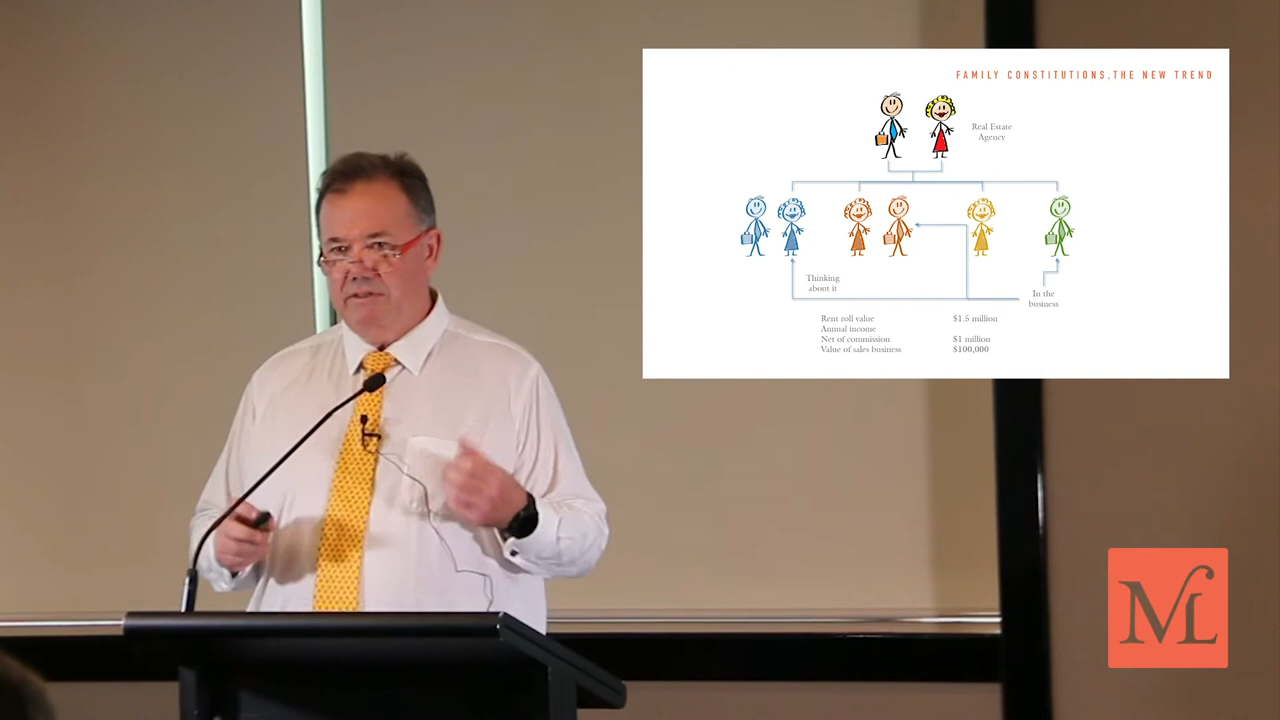 FAMILY CONSTITUTIONS.THE NEW TREND
Real Estate
Agency
Thinking
about it
In the
business
Rent roll value $1.5 million
Annual income
Net of commission $1 million
Value of sales business $100,000
ML